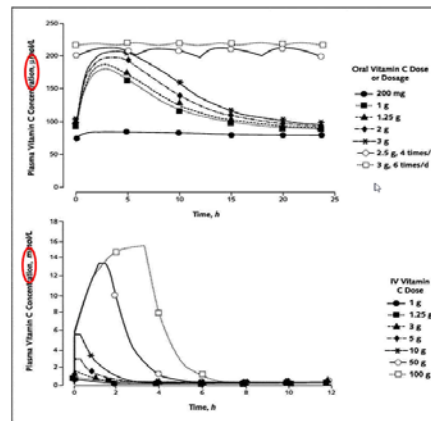 250
200
150
100
50
0
Plasma Vitamin C Concentration, μmol/L
0
5
10
15
20
25
Time, h
Oral Vitamin C Dose
or Dosage
200 mg
1 g
1.25 g
2 g
3 g
2.5 g, 4 times/d
3 g, 6 times/d
16
14
12
10
8
6
4
2
0
Plasma Vitamin C Concentration, mmol/L
0
2
4
6
8
10
12
Time, h
IV Vitamin
C Dose
1 g
1.25 g
3 g
5 g
10 g
50 g
100 g